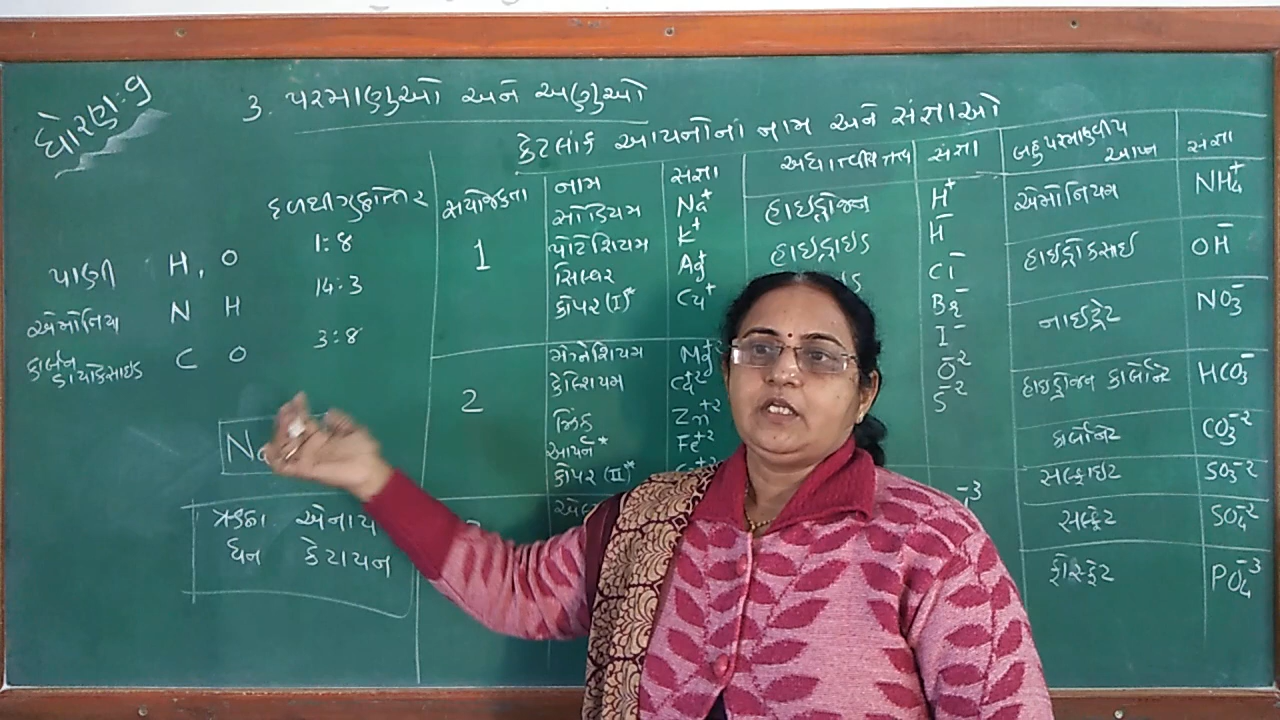 ધોરણ:9
3. પરમાણુઓ અને અણુઓ
કેટલાંક આયનોનાં નામ અને સંજ્ઞાઓ
દળથી ગુણોત્તર
પાણી H, O 1:8
એમોનિયા N H 14:3
કાર્બન ડાયોક્સાઇડ C O 3:8
Na
ઋણ એનાય
ધન કેટાયન
સંયોજકતા નામ સંજ્ઞા અધાત્વીય તત્વ સંજ્ઞા બહુપરમાણ્વીય આયન સંજ્ઞા
1
સોડિયમ Na+
પોટેશિયમ K+
સિલ્વર Ag+
કોપર (I)* Cu+
2
મેગ્નેશિયમ Mg
કેલ્શિયમ Ca+2
ઝિંક Zn+2
આયર્ન* Fe+2
કોપર (II)*
હાઇડ્રોજન H+
હાઇડ્રાઇડ H-
Cl-
Br-
I-
O-2
S-2
-3
એમોનિયમ NH4+
હાઇડ્રોકસાઇ OH-
નાઇટ્રેટ NO3-
હાઇડ્રોજન કાર્બોનેટ HCO3-
કાર્બોનેટ CO3-2
સલ્ફાઇટ SO3-2
સલ્ફેટ SO4-2
ફોસ્ફેટ PO4-3